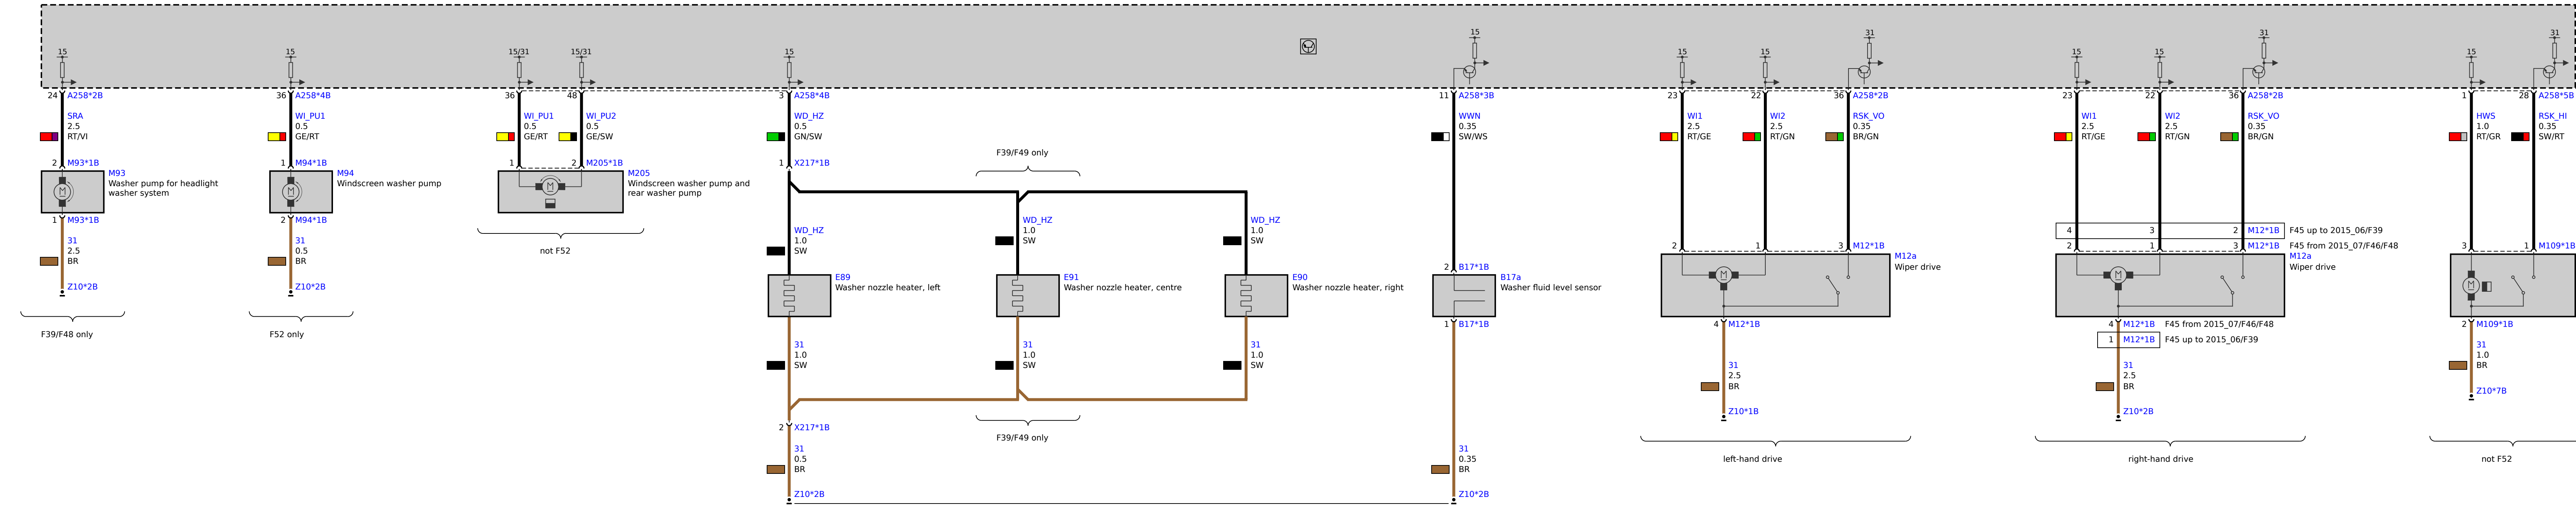 15
24 A258*2B
SRA
2.5
RT/VI
2 M93*1B
M93
Washer pump for headlight
washer system
M
1 M93*1B
31
2.5
BR
Z10*2B
F39/F48 only
15
36 A258*4B
WI_PU1
0.5
GE/RT
1 M94*1B
M94
Windscreen washer pump
M
2 M94*1B
31
0.5
BR
Z10*2B
F52 only
15/31 15/31
36 48
WI_PU1
0.5
GE/RT
WI_PU2
0.5
GE/SW
1 2 M205*1B
M205
Windscreen washer pump and
rear washer pump
M
not F52
15
3 A258*4B
WD_HZ
0.5
GN/SW
1 X217*1B
F39/F49 only
WD_HZ
1.0
SW
WD_HZ
1.0
SW
WD_HZ
1.0
SW
E89
Washer nozzle heater, left
E91
Washer nozzle heater, centre
E90
Washer nozzle heater, right
31
1.0
SW
31
1.0
SW
31
1.0
SW
F39/F49 only
2 X217*1B
31
0.5
BR
Z10*2B
15
11 A258*3B
WWN
0.35
SW/WS
2 B17*1B
B17a
Washer fluid level sensor
1 B17*1B
31
0.35
BR
Z10*2B
15 15 31
23 22 36 A258*2B
WI1
2.5
RT/GE
WI2
2.5
RT/GN
RSK_VO
0.35
BR/GN
2 1 3 M12*1B
M12a
Wiper drive
M
4 M12*1B
31
2.5
BR
Z10*1B
left-hand drive
15 15 31
23 22 36 A258*2B
WI1
2.5
RT/GE
WI2
2.5
RT/GN
RSK_VO
0.35
BR/GN
4 3 2 M12*1B F45 up to 2015_06/F39
2 1 3 M12*1B F45 from 2015_07/F46/F48
M12a
Wiper drive
M
4 M12*1B F45 from 2015_07/F46/F48
1 M12*1B F45 up to 2015_06/F39
31
2.5
BR
Z10*2B
right-hand drive
15 31
1 28 A258*5B
HWS
1.0
RT/GR
RSK_HI
0.35
SW/RT
3 1 M109*1B
M
2 M109*1B
31
1.0
BR
Z10*7B
not F52